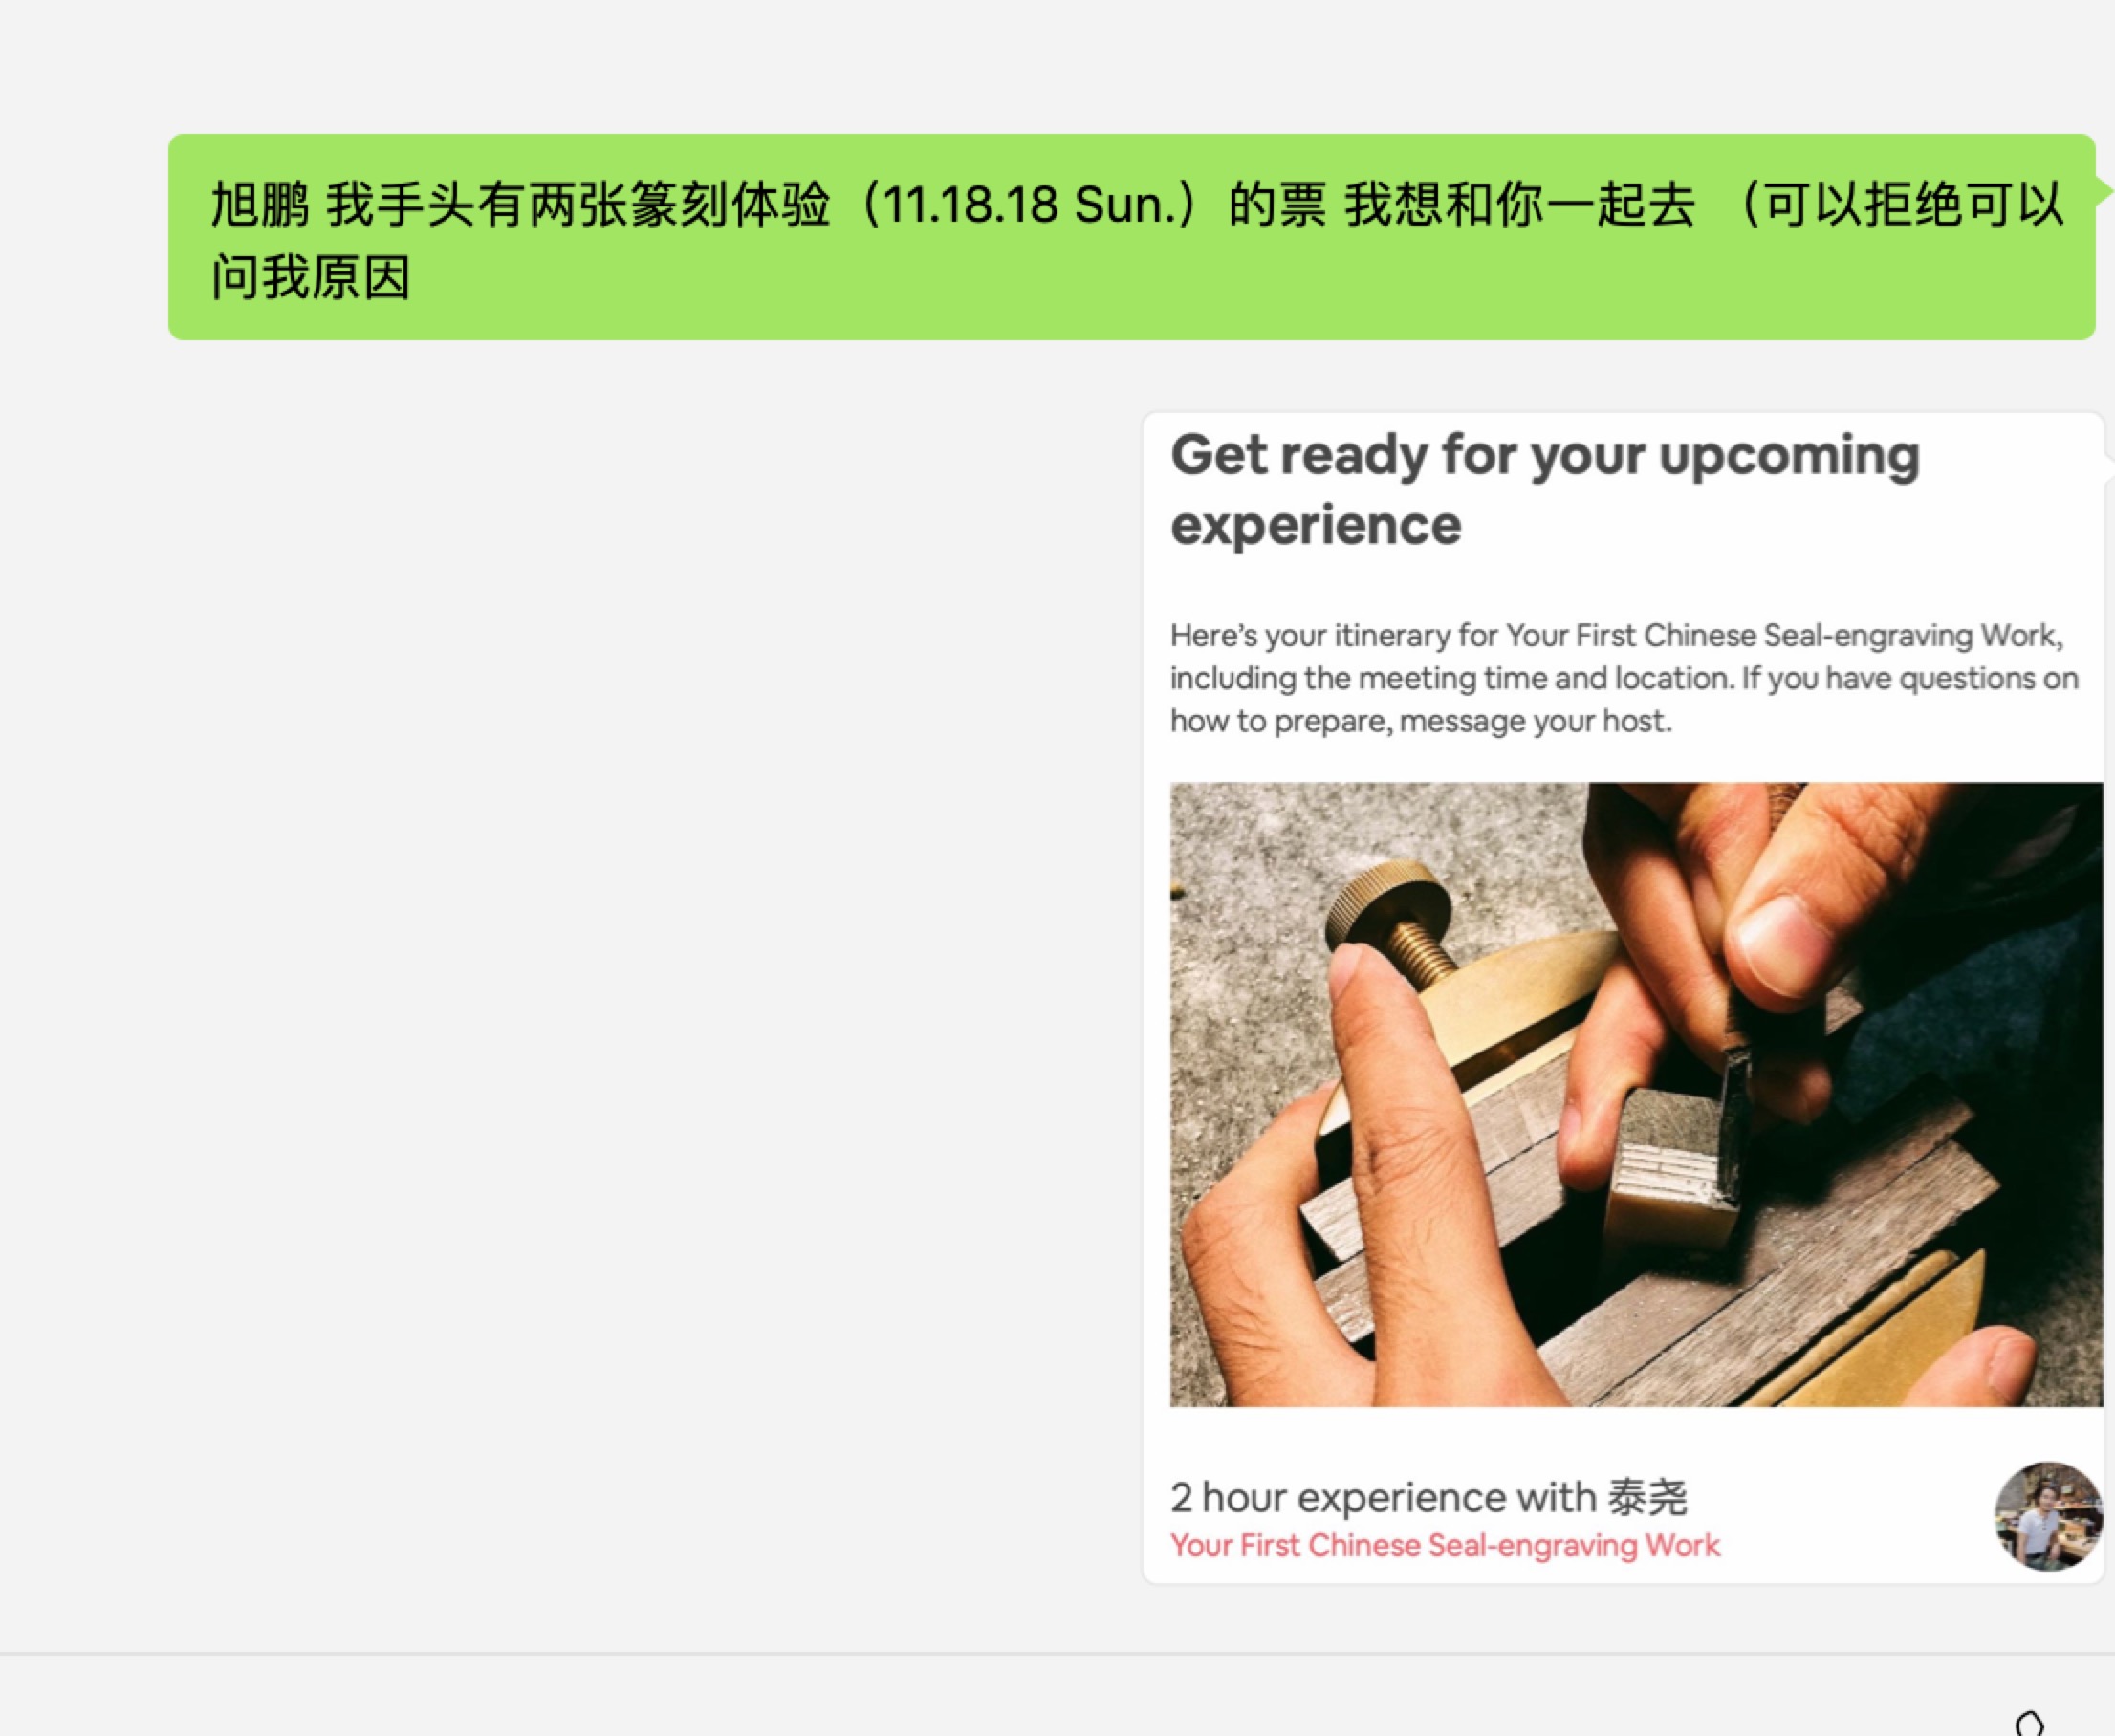 旭鹏 我手头有两张篆刻体验（11.18.18 Sun.）的票 我想和你一起去 （可以拒绝可以
问我原因
Get ready for your upcoming
experience
Here’s your itinerary for Your First Chinese Seal-engraving Work,
including the meeting time and location. If you have questions on
how to prepare, message your host.
2 hour experience with 泰尧
Your First Chinese Seal-engraving Work